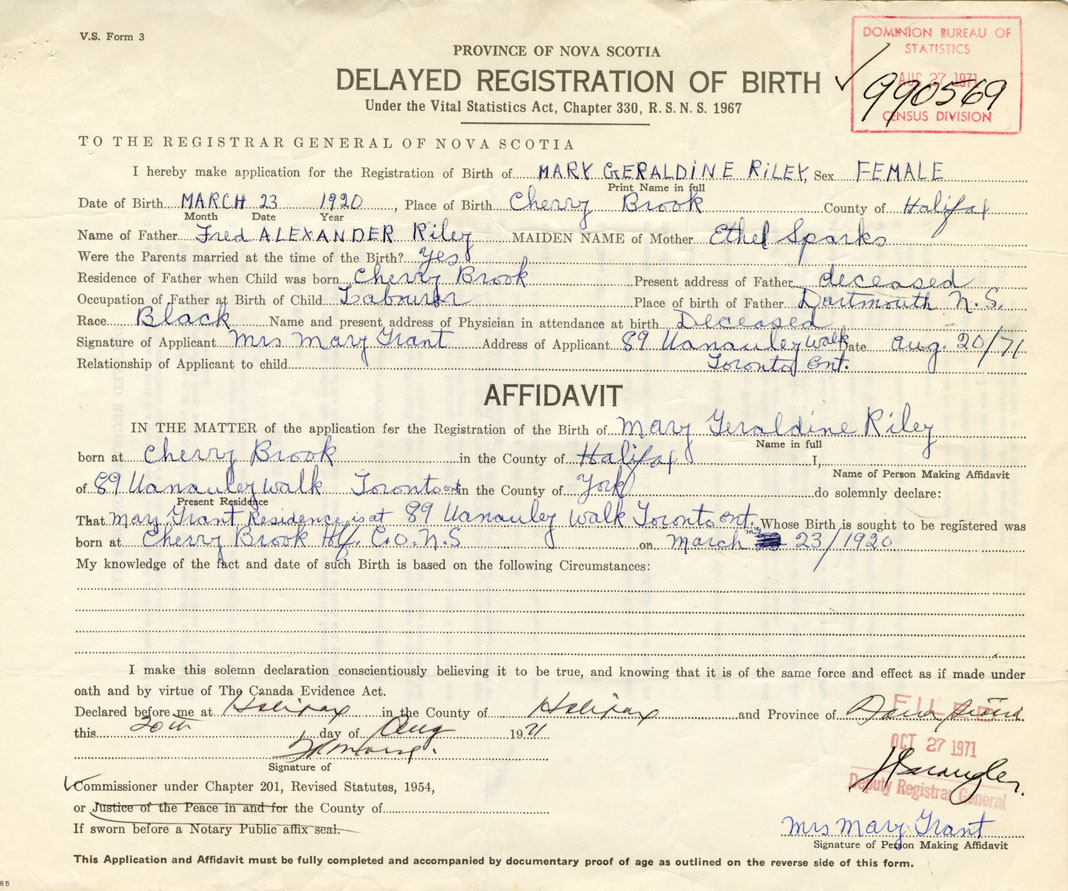 V.S. Form 3
DOMINION BUREAU OF
STATISTICS
AUG 27 1971
990569
CENSUS DIVISION
PROVINCE OF NOVA SCOTIA
DELAYED REGISTRATION OF BIRTH
Under the Vital Statistics Act, Chapter 330, R.S.N.S. 1967
TO THE REGISTRAR GENERAL OF NOVA SCOTIA
I hereby make application for the Registration of Birth of MARY GERALDINE RILEY, Sex FEMALE
Print Name in full
Date of Birth MARCH 23 1920, Place of Birth Cherry Brook County of Halifax
Month Date Year
Name of Father Fred ALEXANDER Riley MAIDEN NAME of Mother Ethel Sparks
Were the Parents married at the time of the Birth? Yes
Residence of Father when Child was born Cherry Brook Present address of Father deceased
Occupation of Father at Birth of Child Labourer Place of birth of Father Dartmouth N.S.
Race Black Name and present address of Physician in attendance at birth Deceased
Signature of Applicant Mrs Mary Grant Address of Applicant 89 Vanauley Walk Date Aug. 20/71
Relationship of Applicant to child Toronto Ont.
AFFIDAVIT
IN THE MATTER of the application for the Registration of the Birth of Mary Geraldine Riley
Name in full
born at Cherry Brook in the County of Halifax I,
Name of Person Making Affidavit
of 89 Vanauley Walk Toronto Ont in the County of York do solemnly declare:
Present Residence
That Mary Grant Residence is at 89 Vanauley Walk Toronto Ont. Whose Birth is sought to be registered was
born at Cherry Brook Hfx. Co. N.S on March 23/1920
My knowledge of the fact and date of such Birth is based on the following Circumstances:
I make this solemn declaration conscientiously believing it to be true, and knowing that it is of the same force and effect as if made under
oath and by virtue of The Canada Evidence Act.
Declared before me at Halifax in the County of Halifax and Province of Nova Scotia
this 20th day of Aug 1971
FILED
OCT 27 1971
Signature of
Deputy Registrar General
Commissioner under Chapter 201, Revised Statutes, 1954,
or Justice of the Peace in and for the County of
If sworn before a Notary Public affix seal.
Mrs Mary Grant
Signature of Person Making Affidavit
This Application and Affidavit must be fully completed and accompanied by documentary proof of age as outlined on the reverse side of this form.
85